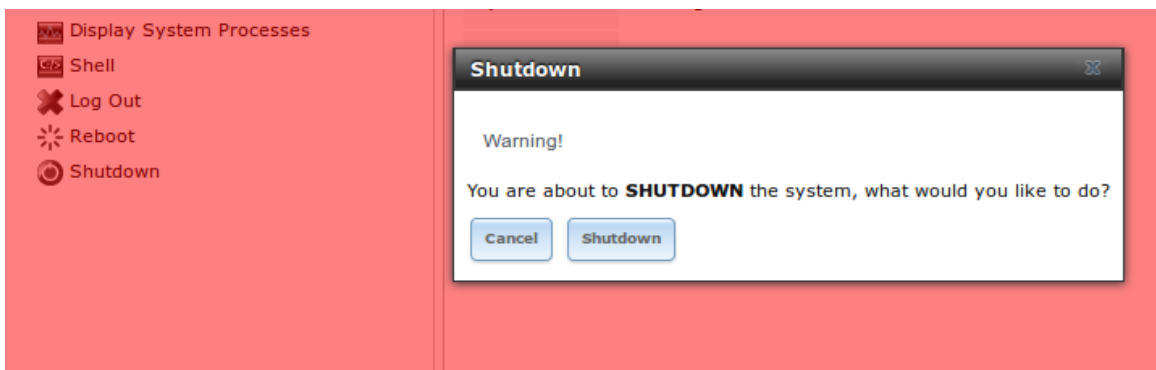 Display System Processes
Shell
Log Out
Reboot
Shutdown
Shutdown
Warning!
You are about to SHUTDOWN the system, what would you like to do?
Cancel
Shutdown